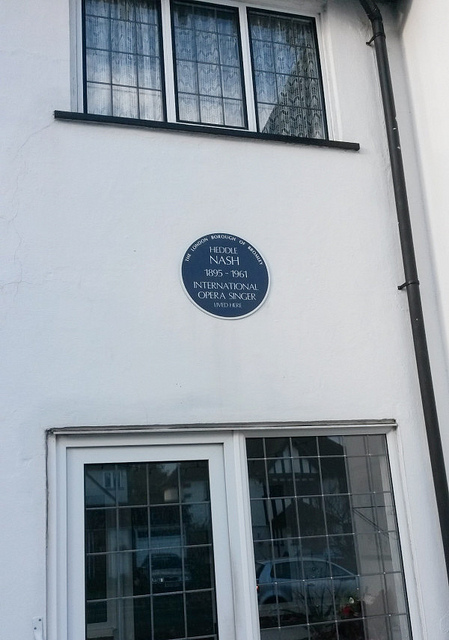 THE LONDON BOROUGH OF BROMLEY
HEDDLE
NASH
1895 - 1961
INTERNATIONAL
OPERA SINGER
LIVED HERE